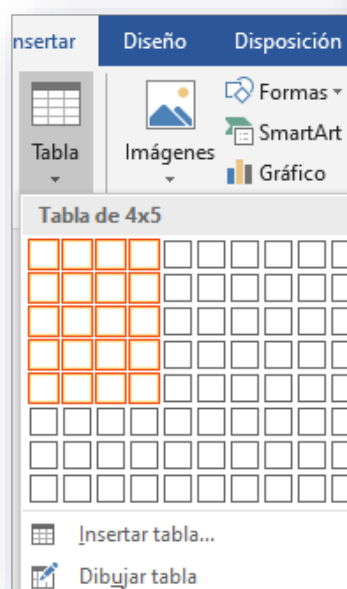 nsertar Diseño Disposición
Tabla
Imágenes
Formas
SmartArt
Gráfico
Tabla de 4x5
Insertar tabla...
Dibujar tabla